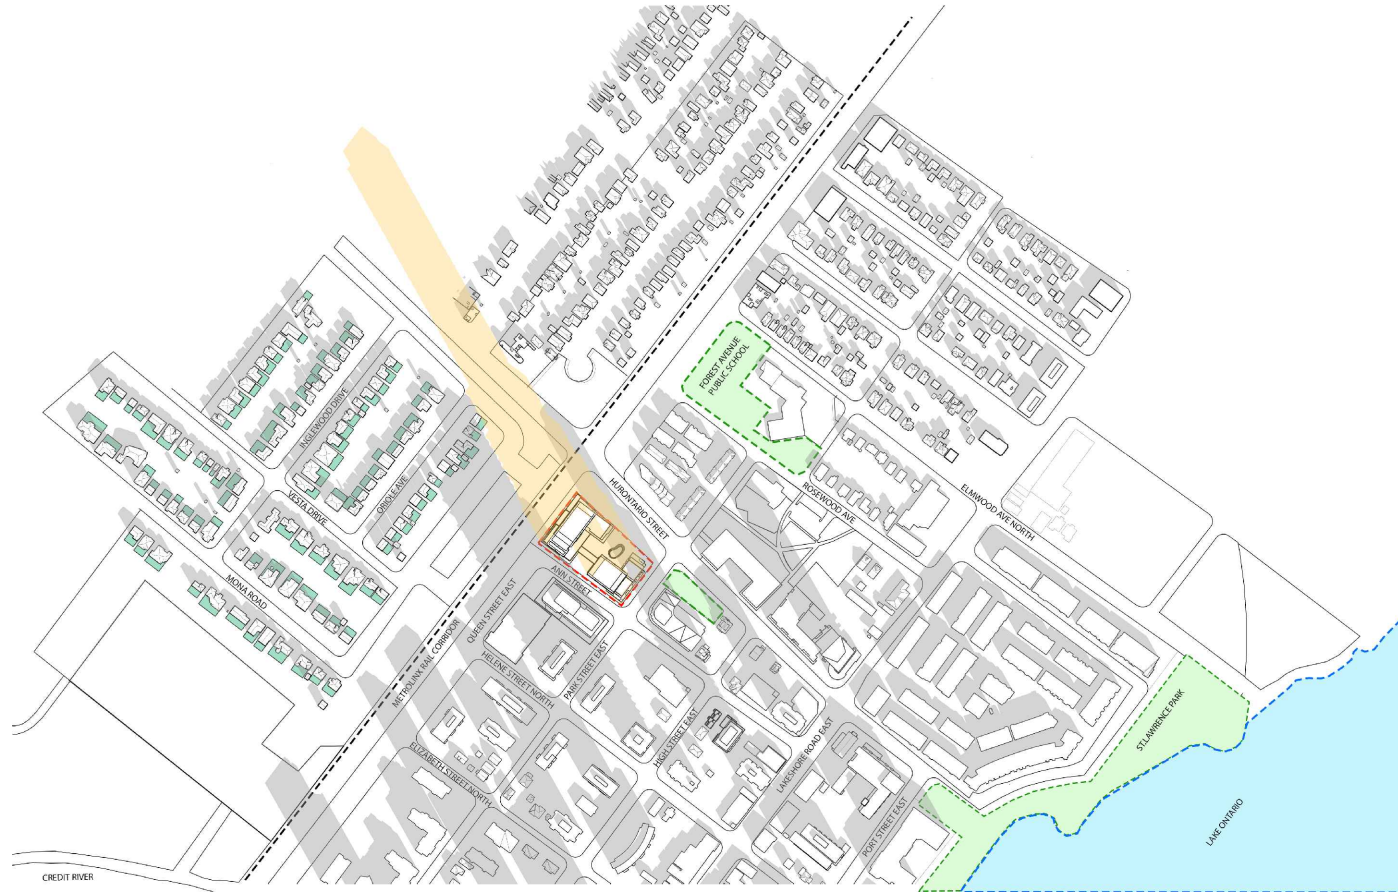 FOREST AVENUE
PUBLIC SCHOOL
INGLEWOOD DRIVE
ORIOLE AVE
VESTA DRIVE
HURONTARIO STREET
ROSEWOOD AVE
ELMWOOD AVE NORTH
MONA ROAD
ANN STREET
QUEEN STREET EAST
METROLINX RAIL CORRIDOR
HELENE STREET NORTH
PARK STREET EAST
HIGH STREET EAST
ELIZABETH STREET NORTH
LAKESHORE ROAD EAST
ST.LAWRENCE PARK
PORT STREET EAST
LAKE ONTARIO
CREDIT RIVER